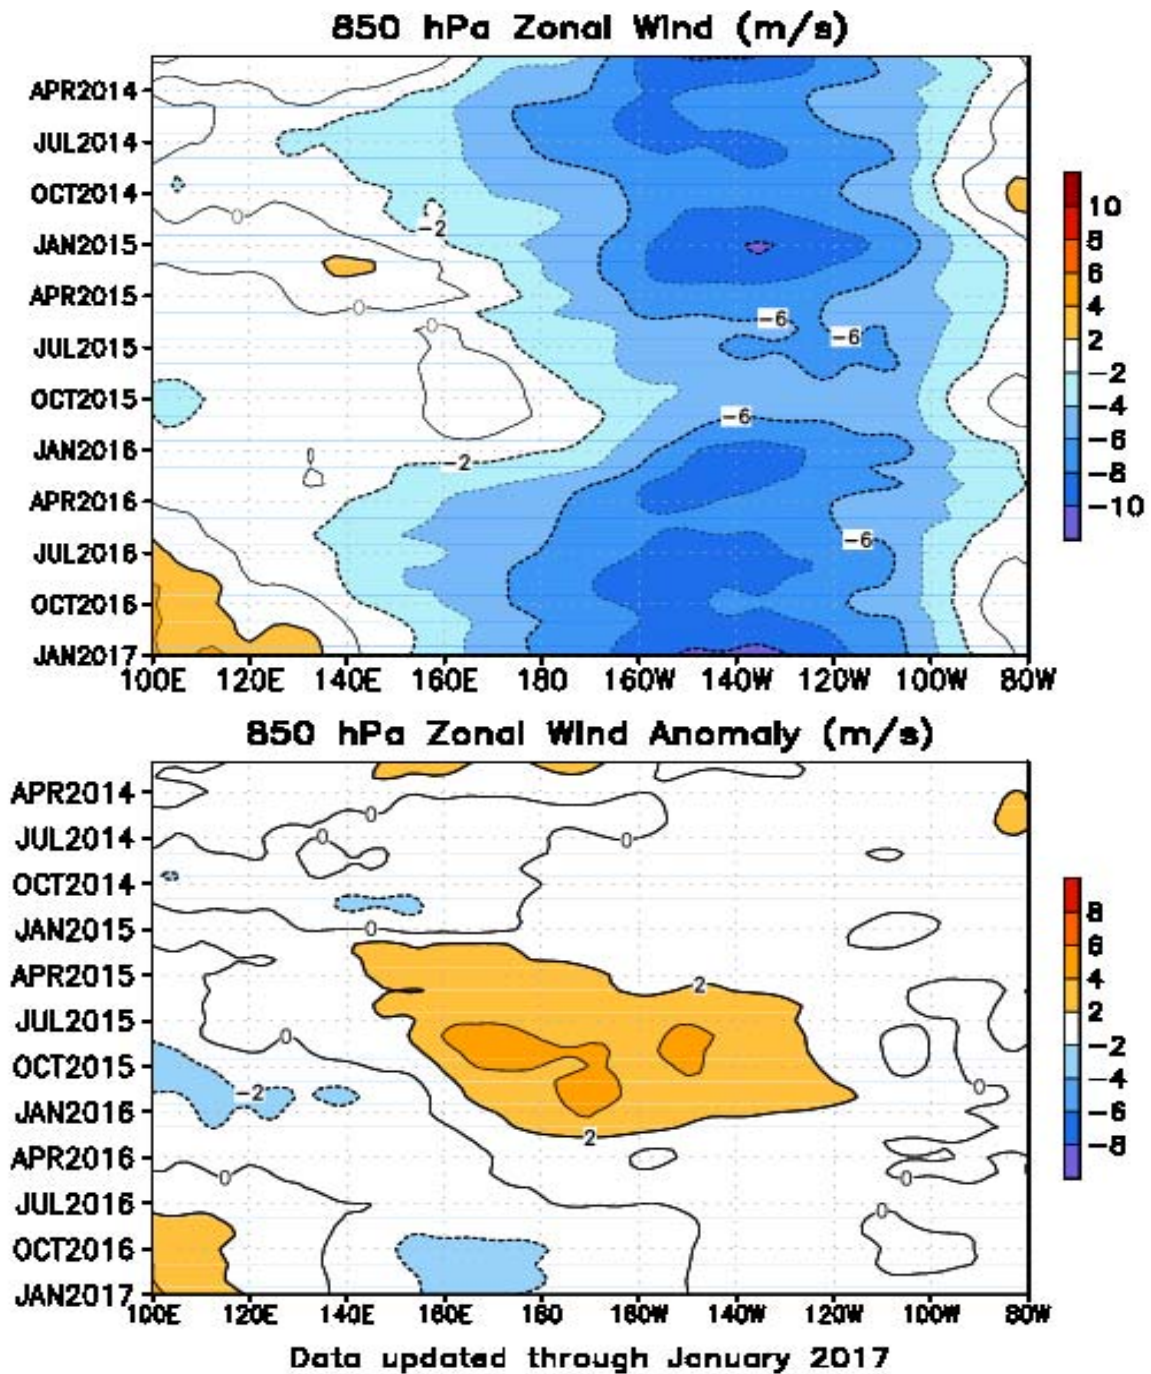 850 hPa Zonal Wind (m/s)
APR2014
JUL2014
OCT2014
JAN2015
APR2015
JUL2015
OCT2015
JAN2016
APR2016
JUL2016
OCT2016
JAN2017
100E 120E 140E 160E 180 160W 140W 120W 100W 80W
0
-2
0
0
-6
-6
-6
0
-2
-6
10
8
6
4
2
-2
-4
-6
-8
-10
850 hPa Zonal Wind Anomaly (m/s)
APR2014
JUL2014
OCT2014
JAN2015
APR2015
JUL2015
OCT2015
JAN2016
APR2016
JUL2016
OCT2016
JAN2017
100E 120E 140E 160E 180 160W 140W 120W 100W 80W
0
0
0
0
2
0
0
-2
2
0
0
0
8
6
4
2
-2
-4
-6
-8
Data updated through January 2017